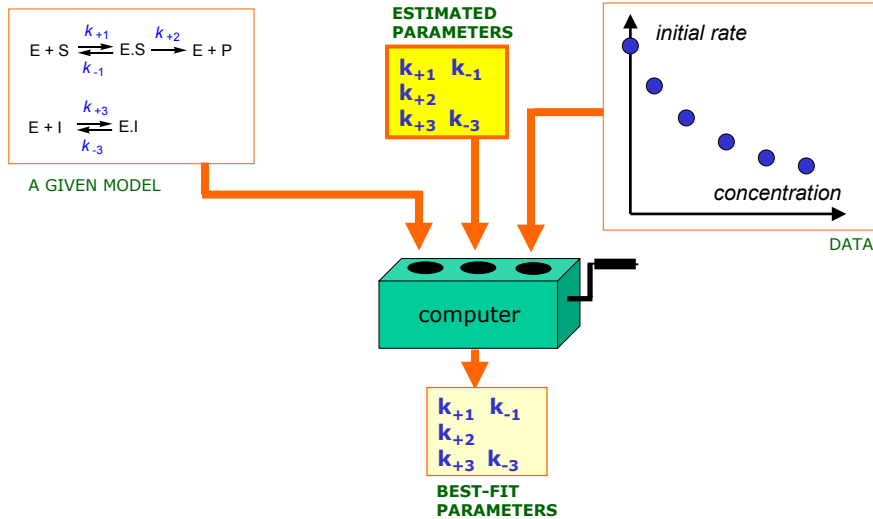 k+1
E + S E.S k+2 E + P
k-1
k+3
E + I E.I
k-3
A GIVEN MODEL
ESTIMATED
PARAMETERS
k+1 k-1
k+2
k+3 k-3
initial rate
concentration
DATA
computer
k+1 k-1
k+2
k+3 k-3
BEST-FIT
PARAMETERS